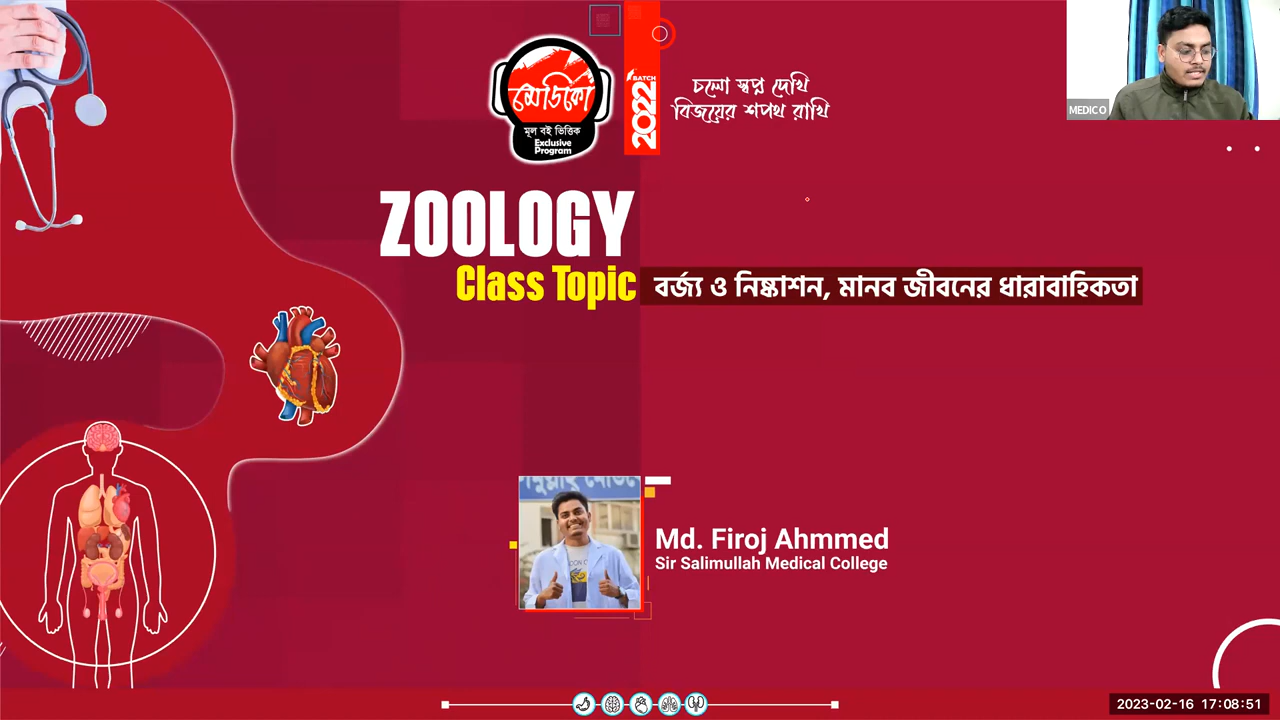 মেডিকো
মূল বই ভিত্তিক
Exclusive
Program
BATCH
2022
চলো স্বপ্ন দেখি
বিজয়ের শপথ রাখি
MEDICO
ZOOLOGY
Class Topic
বর্জ্য ও নিষ্কাশন, মানব জীবনের ধারাবাহিকতা
Md. Firoj Ahmmed
Sir Salimullah Medical College
2023-02-16 17:08:51